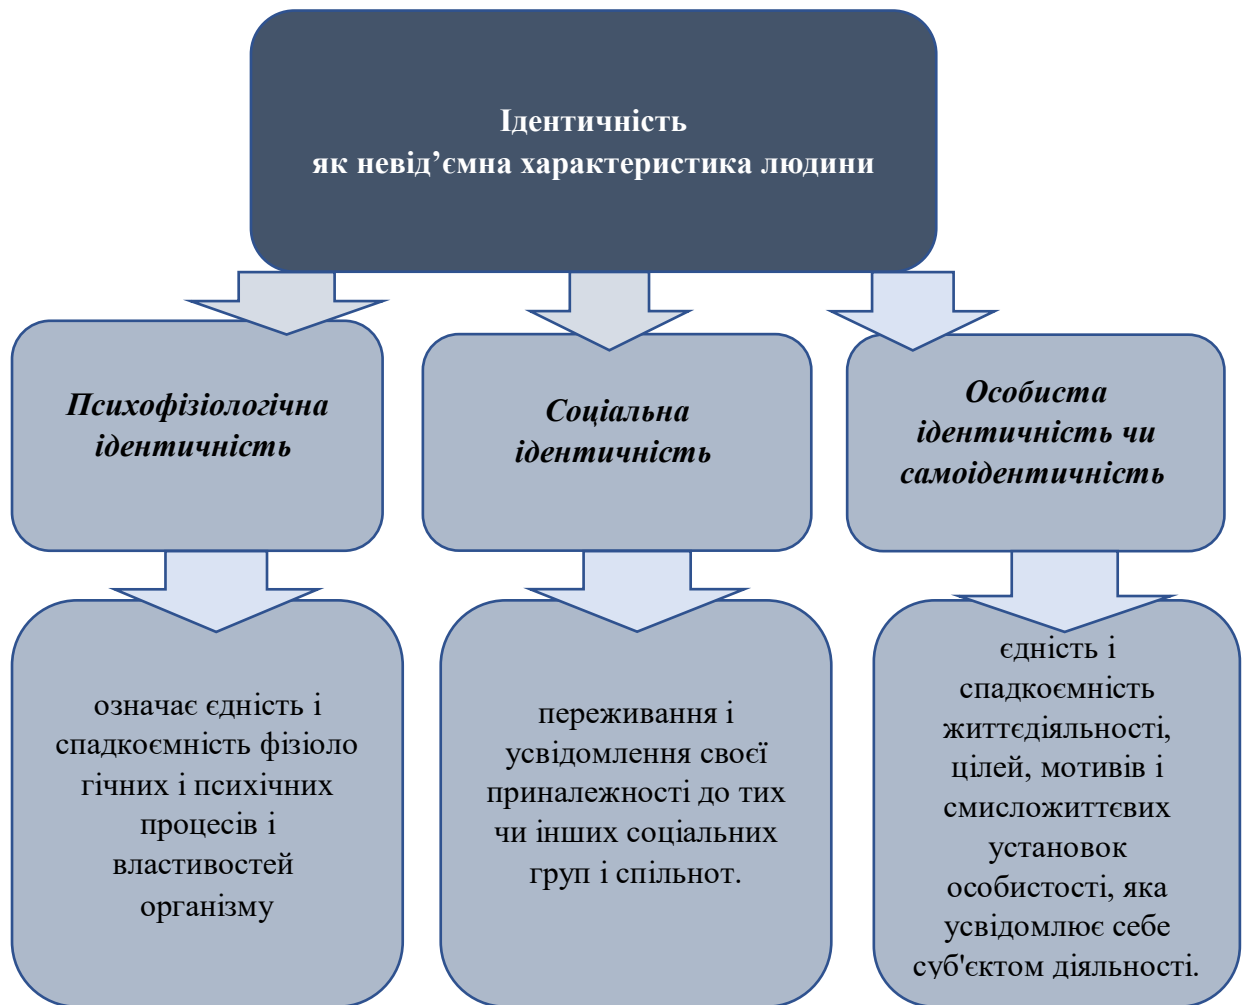 Ідентичність
як невід’ємна характеристика людини
Психофізіологічна
ідентичність
Соціальна
ідентичність
Особиста
ідентичність чи
самоідентичність
означає єдність і
спадкоємність фізіоло
гічних і психічних
процесів і
властивостей
організму
переживання і
усвідомлення своєї
приналежності до тих
чи інших соціальних
груп і спільнот.
єдність і
спадкоємність
життєдіяльності,
цілей, мотивів і
смисложиттєвих
установок
особистості, яка
усвідомлює себе
суб'єктом діяльності.